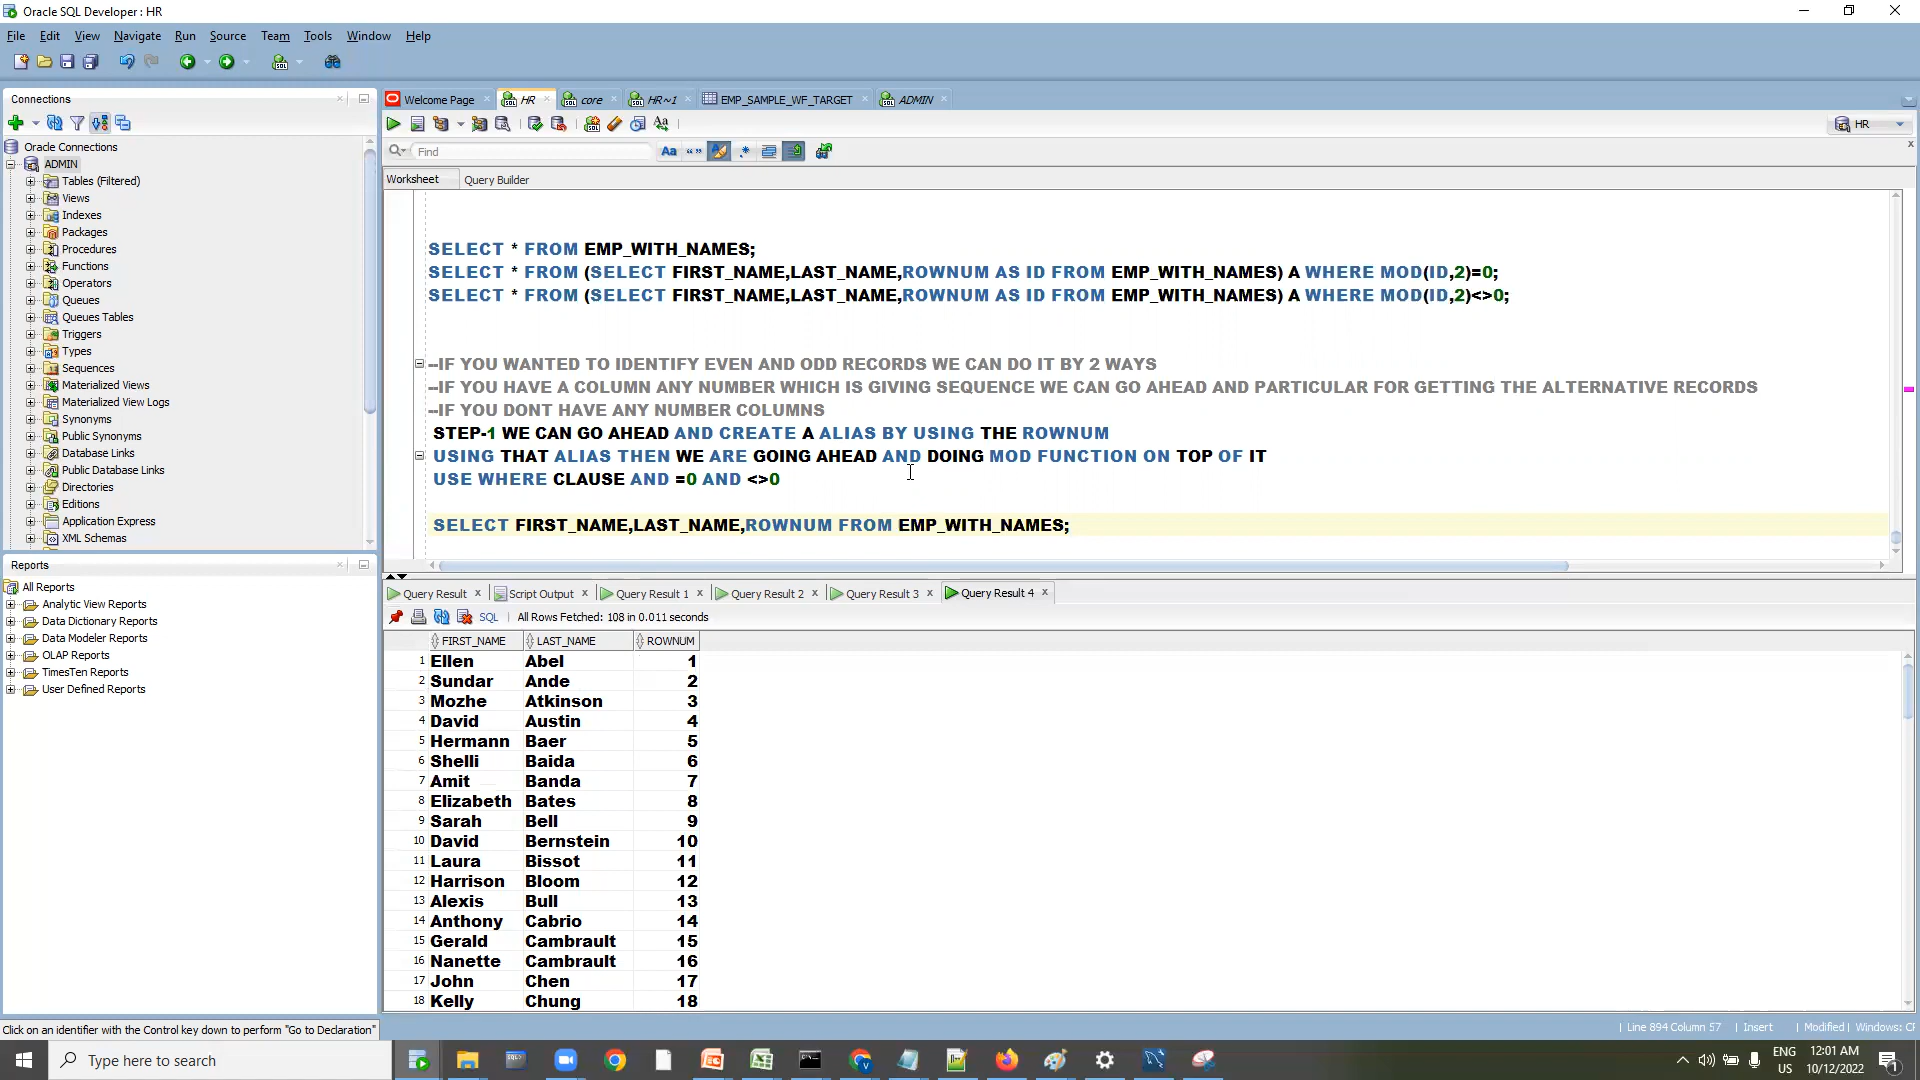 Oracle SQL Developer : HR
File Edit View Navigate Run Source Team Tools Window Help
Connections
Oracle Connections
ADMIN
Tables (Filtered)
Views
Indexes
Packages
Procedures
Functions
Operators
Queues
Queues Tables
Triggers
Types
Sequences
Materialized Views
Materialized View Logs
Synonyms
Public Synonyms
Database Links
Public Database Links
Directories
Editions
Application Express
XML Schemas
Reports
All Reports
Analytic View Reports
Data Dictionary Reports
Data Modeler Reports
OLAP Reports
TimesTen Reports
User Defined Reports
Welcome Page HR core HR~1 EMP_SAMPLE_WF_TARGET ADMIN
HR
Find
Worksheet Query Builder
SELECT * FROM EMP_WITH_NAMES;
SELECT * FROM (SELECT FIRST_NAME,LAST_NAME,ROWNUM AS ID FROM EMP_WITH_NAMES) A WHERE MOD(ID,2)=0;
SELECT * FROM (SELECT FIRST_NAME,LAST_NAME,ROWNUM AS ID FROM EMP_WITH_NAMES) A WHERE MOD(ID,2)<>0;
--IF YOU WANTED TO IDENTIFY EVEN AND ODD RECORDS WE CAN DO IT BY 2 WAYS
--IF YOU HAVE A COLUMN ANY NUMBER WHICH IS GIVING SEQUENCE WE CAN GO AHEAD AND PARTICULAR FOR GETTING THE ALTERNATIVE RECORDS
--IF YOU DONT HAVE ANY NUMBER COLUMNS
STEP-1 WE CAN GO AHEAD AND CREATE A ALIAS BY USING THE ROWNUM
USING THAT ALIAS THEN WE ARE GOING AHEAD AND DOING MOD FUNCTION ON TOP OF IT
USE WHERE CLAUSE AND =0 AND <>0
SELECT FIRST_NAME,LAST_NAME,ROWNUM FROM EMP_WITH_NAMES;
Query Result Script Output Query Result 1 Query Result 2 Query Result 3 Query Result 4
SQL All Rows Fetched: 108 in 0.011 seconds
FIRST_NAME LAST_NAME ROWNUM
1 Ellen Abel 1
2 Sundar Ande 2
3 Mozhe Atkinson 3
4 David Austin 4
5 Hermann Baer 5
6 Shelli Baida 6
7 Amit Banda 7
8 Elizabeth Bates 8
9 Sarah Bell 9
10 David Bernstein 10
11 Laura Bissot 11
12 Harrison Bloom 12
13 Alexis Bull 13
14 Anthony Cabrio 14
15 Gerald Cambrault 15
16 Nanette Cambrault 16
17 John Chen 17
18 Kelly Chung 18
Click on an identifier with the Control key down to perform "Go to Declaration"
Line 894 Column 57 Insert Modified Windows: CF
Type here to search
ENG
US
12:01 AM
10/12/2022